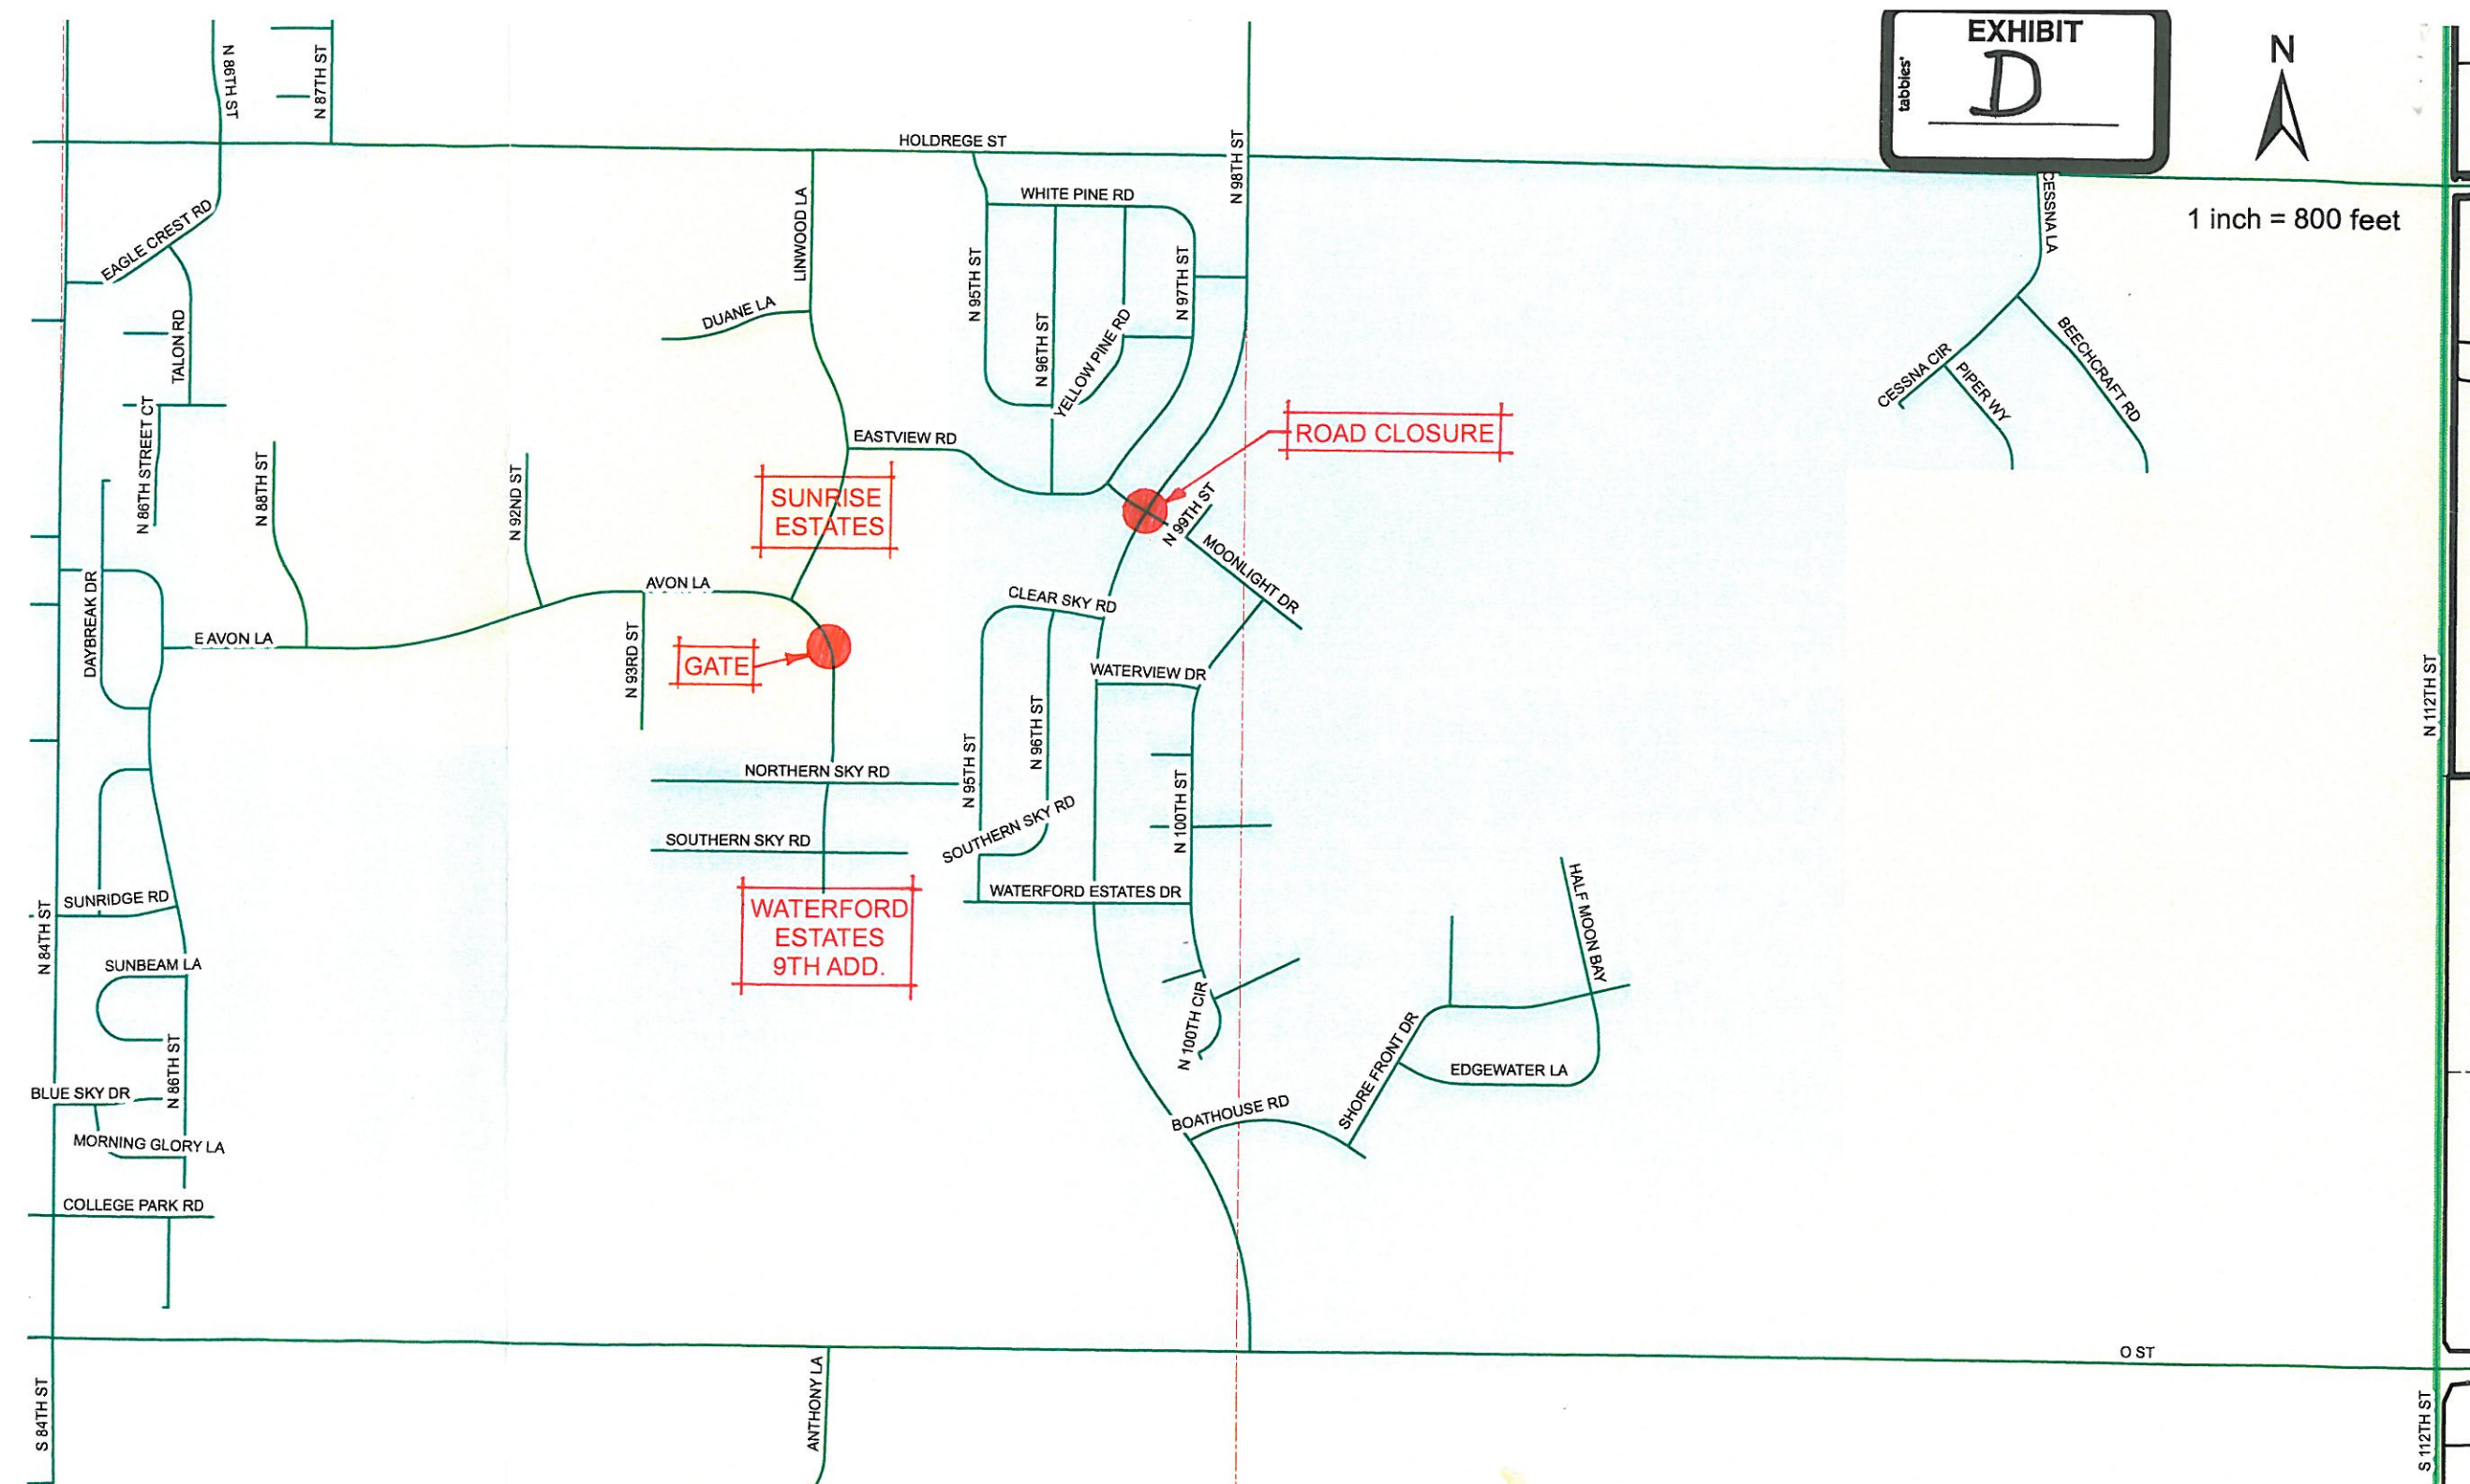 EXHIBIT
tabbies'
D
N
1 inch = 800 feet
N 86TH ST
N 87TH ST
HOLDREGE ST
N 98TH ST
WHITE PINE RD
LINWOOD LA
CESSNA LA
EAGLE CREST RD
N 95TH ST
N 97TH ST
DUANE LA
TALON RD
N 96TH ST
YELLOW PINE RD
BEECHCRAFT RD
CESSNA CIR
PIPER WY
N 86TH STREET CT
EASTVIEW RD
ROAD CLOSURE
N 88TH ST
N 92ND ST
SUNRISE
ESTATES
N 99TH ST
MOONLIGHT DR
DAYBREAK DR
AVON LA
CLEAR SKY RD
E AVON LA
N 93RD ST
GATE
WATERVIEW DR
N 112TH ST
N 96TH ST
N 95TH ST
NORTHERN SKY RD
N 100TH ST
SOUTHERN SKY RD
SOUTHERN SKY RD
WATERFORD ESTATES DR
SUNRIDGE RD
N 84TH ST
WATERFORD
ESTATES
9TH ADD.
HALF MOON BAY
SUNBEAM LA
N 100TH CIR
SHORE FRONT DR
EDGEWATER LA
N 86TH ST
BLUE SKY DR
BOATHOUSE RD
MORNING GLORY LA
COLLEGE PARK RD
O ST
ANTHONY LA
S 84TH ST
S 112TH ST